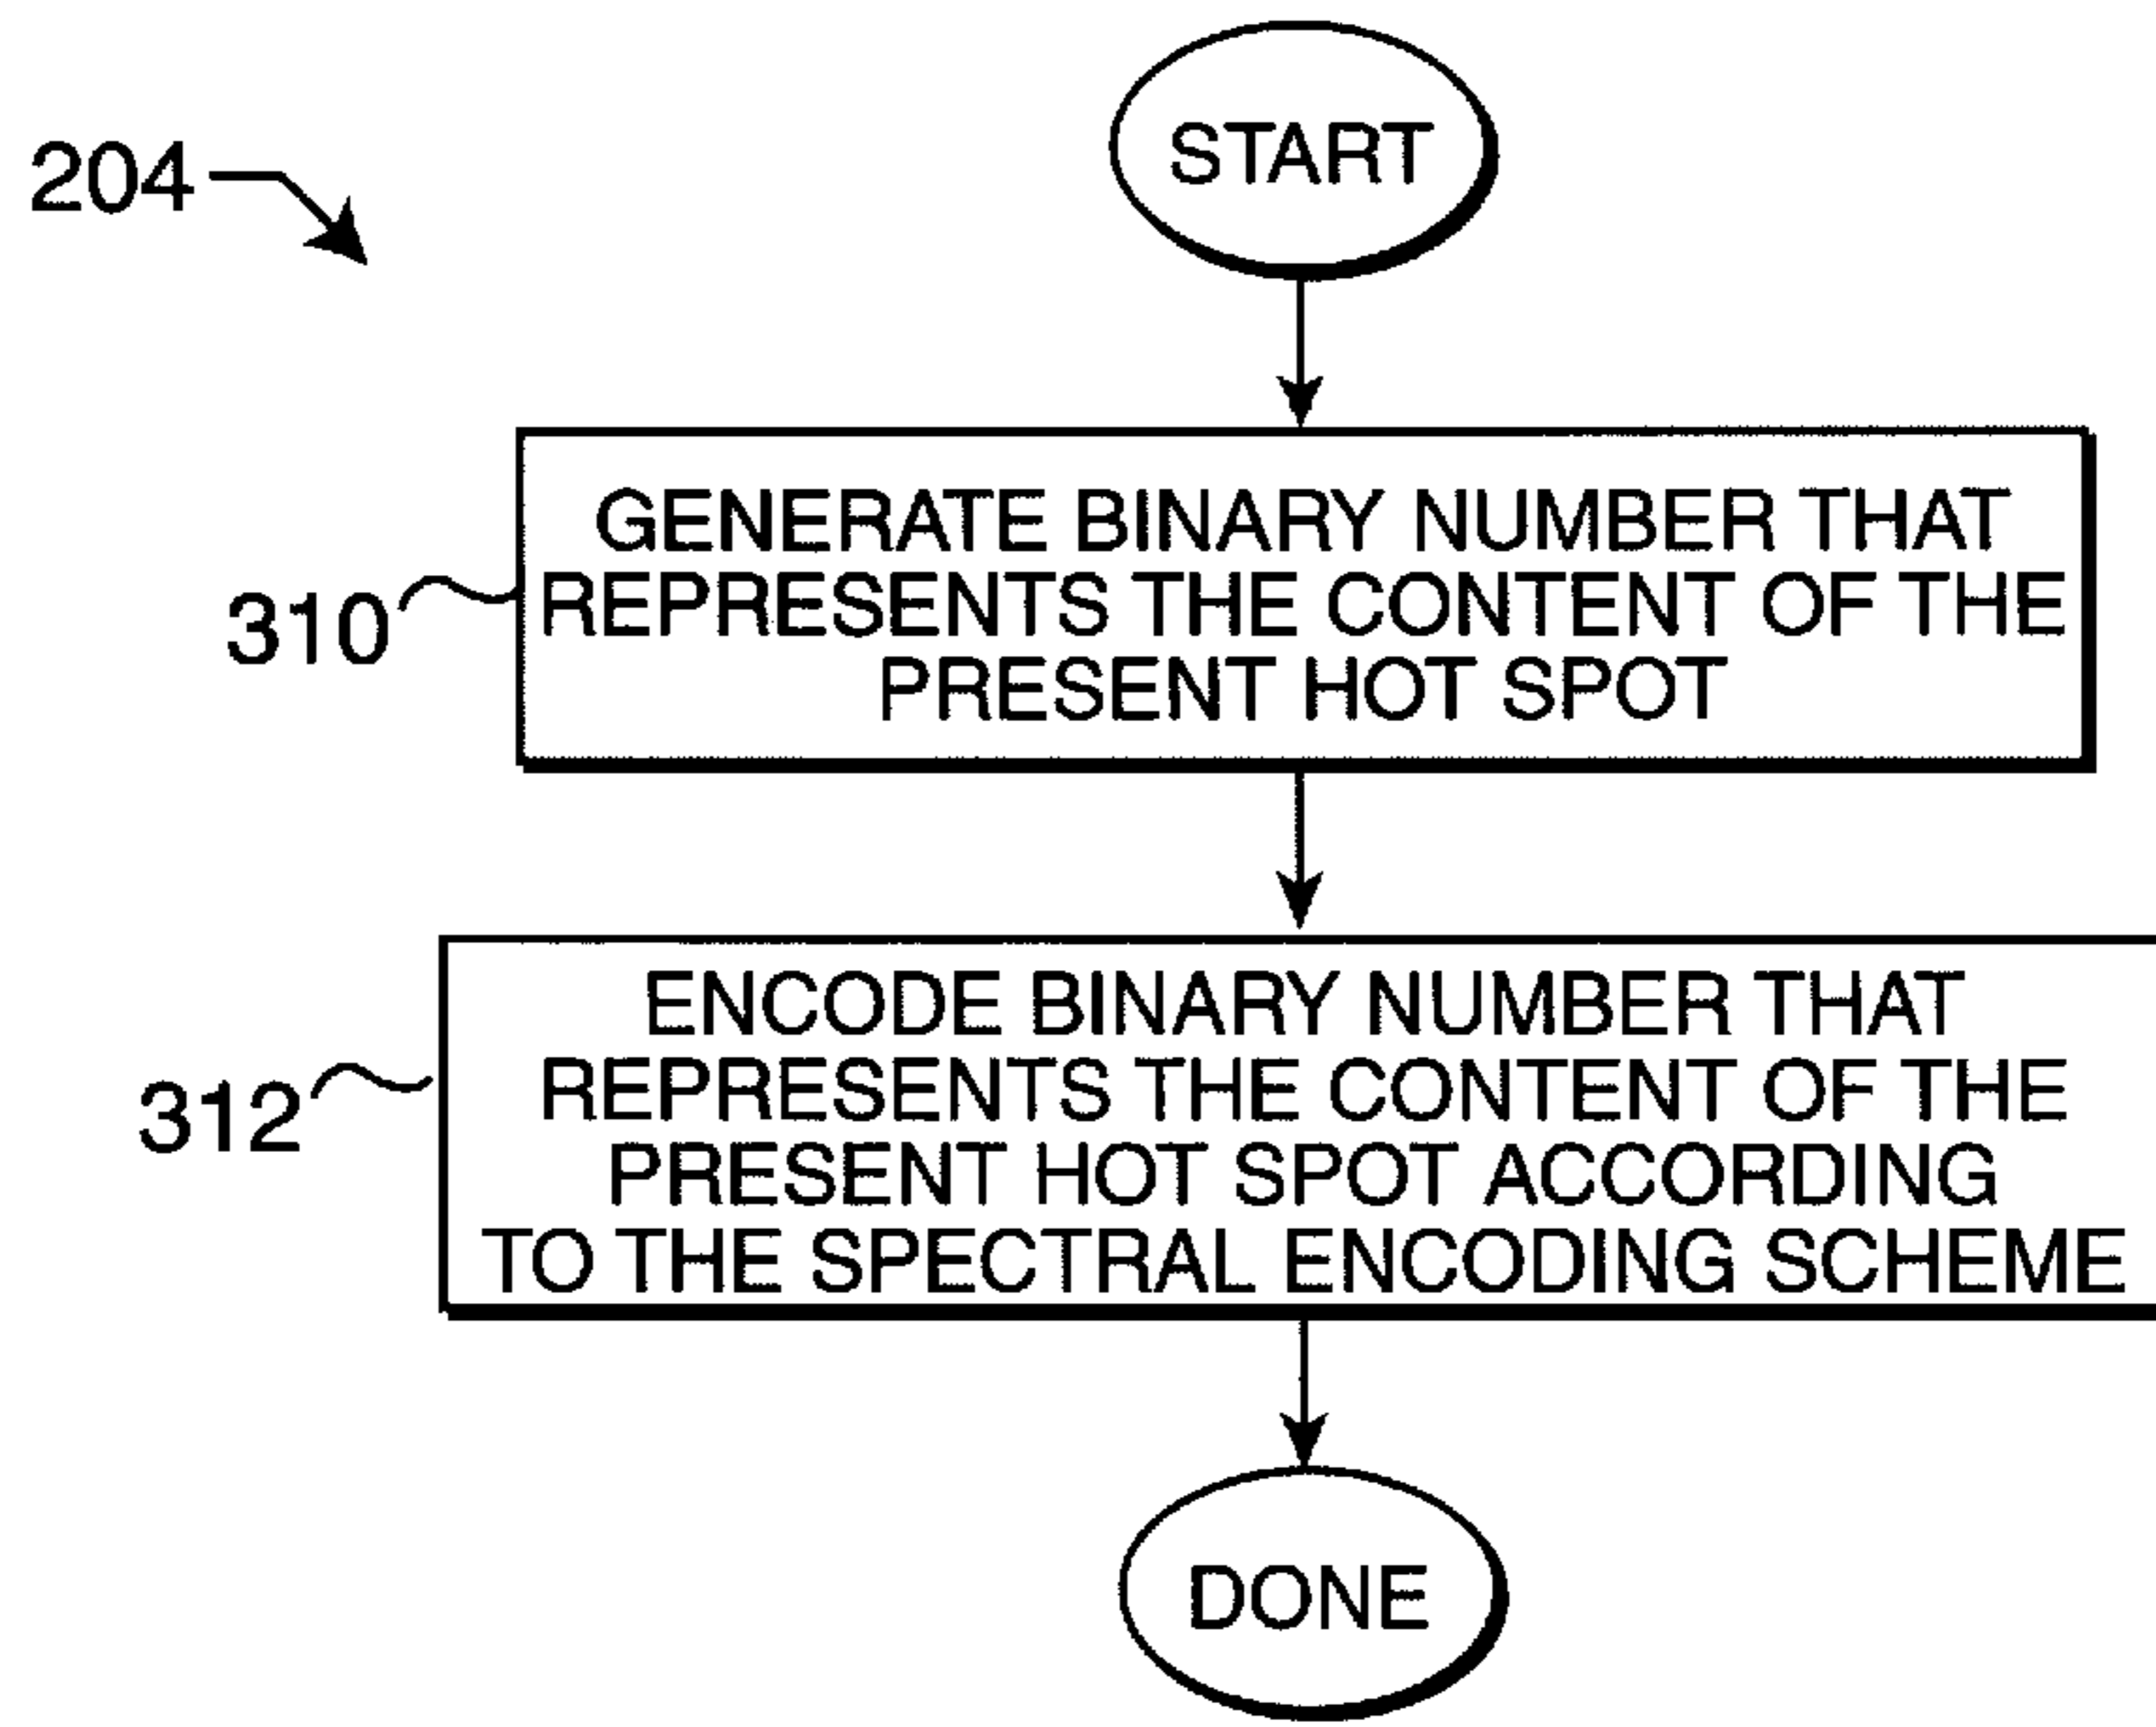 204
START
310
GENERATE BINARY NUMBER THAT
REPRESENTS THE CONTENT OF THE
PRESENT HOT SPOT
312
ENCODE BINARY NUMBER THAT
REPRESENTS THE CONTENT OF THE
PRESENT HOT SPOT ACCORDING
TO THE SPECTRAL ENCODING SCHEME
DONE